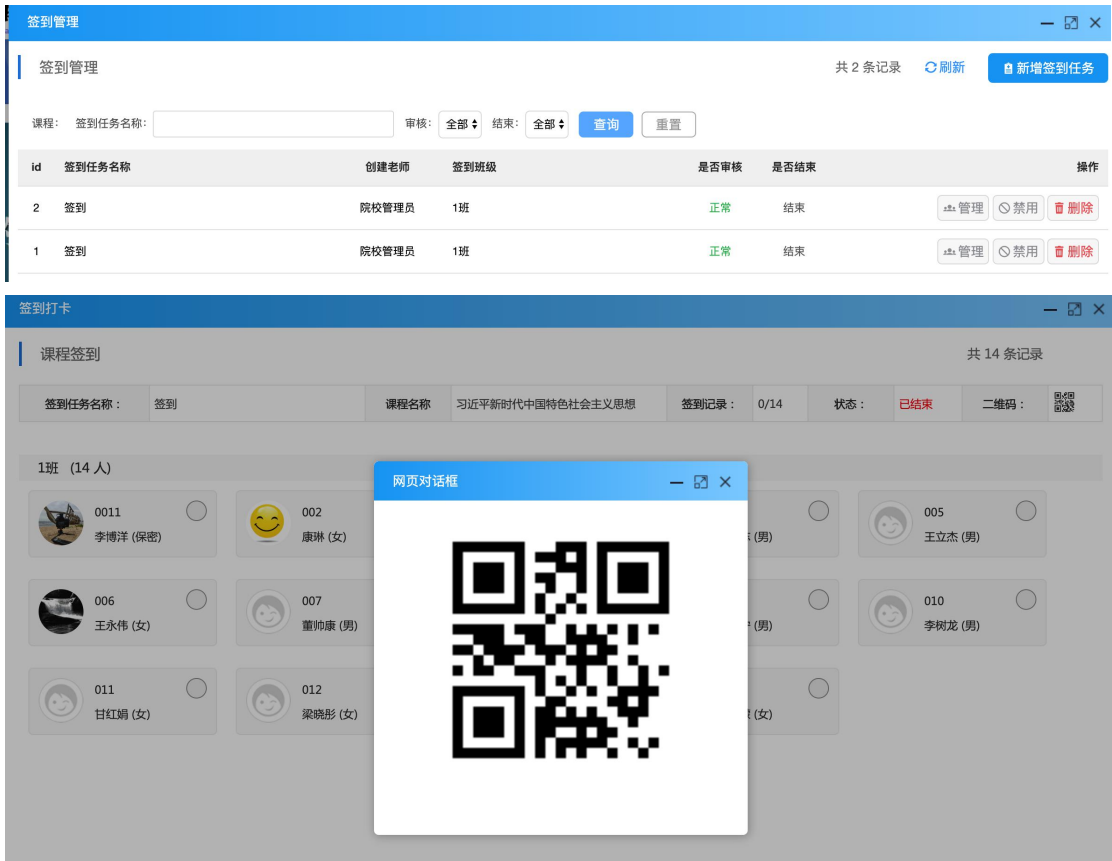 签到管理
签到管理 共 2 条记录 刷新 新增签到任务
课程: 签到任务名称: 审核: 全部 结束: 全部 查询 重置
id 签到任务名称 创建老师 签到班级 是否审核 是否结束 操作
2 签到 院校管理员 1班 正常 结束 管理 禁用 删除
1 签到 院校管理员 1班 正常 结束 管理 禁用 删除
签到打卡
课程签到 共 14 条记录
签到任务名称： 签到 课程名称 习近平新时代中国特色社会主义思想 签到记录： 0/14 状态： 已结束 二维码：
1班 (14 人)
网页对话框
0011 002 005
李博洋 (保密) 康琳 (女) (男) 王立杰 (男)
006 007 010
王永伟 (女) 董帅康 (男) (男) 李树龙 (男)
011 012
甘红娟 (女) 梁晓彤 (女) (女)